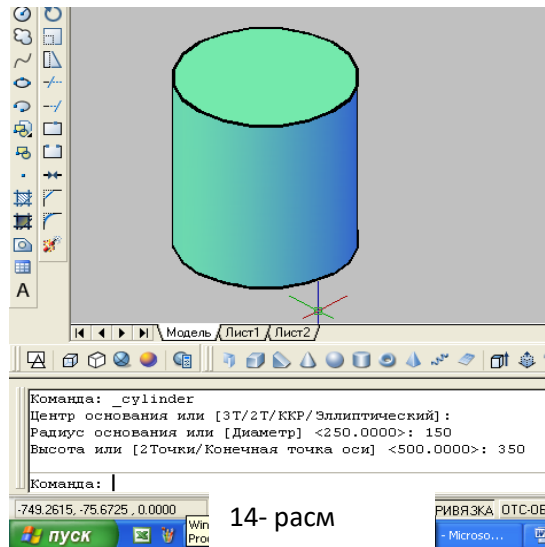 A
Модель Лист1 Лист2
Команда: _cylinder
Центр основания или [3Т/2Т/ККР/Эллиптический]:
Радиус основания или [Диаметр] <250.0000>: 150
Высота или [2Точки/Конечная точка оси] <500.0000>: 350
Команда:
-749.2615, -75.6725 , 0.0000
РИВЯЗКА ОТС-ОБ
14- расм
пуск
Win
Proc
- Microso...